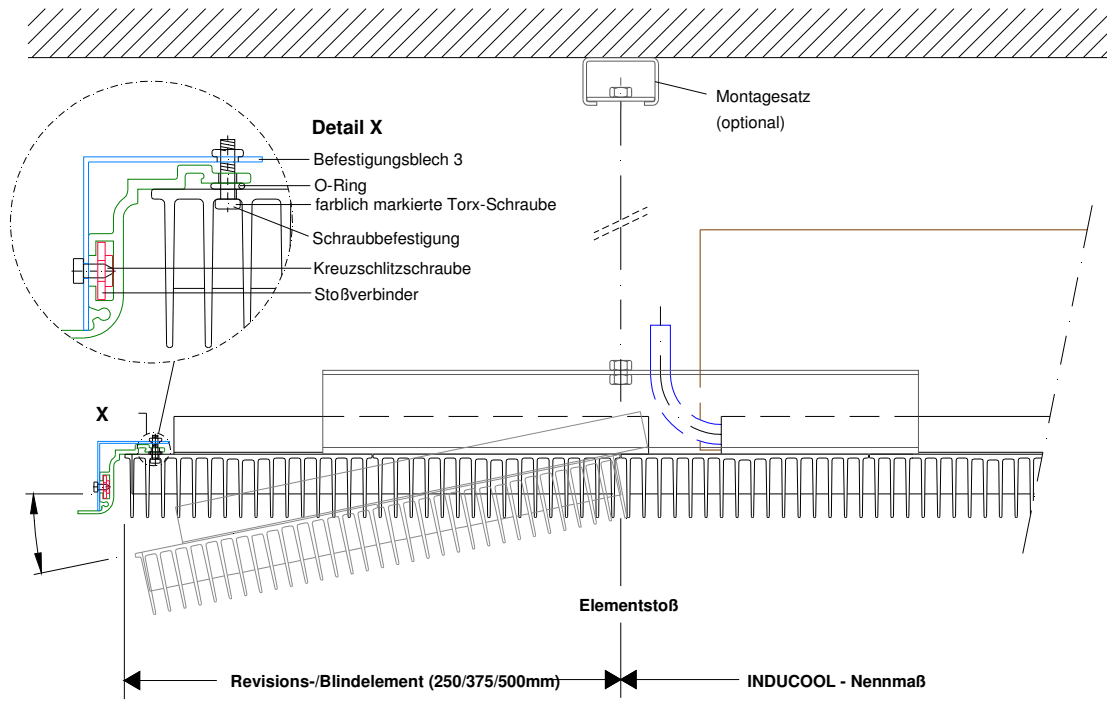 Montagesatz
(optional)
Detail X
Befestigungsblech 3
O-Ring
farblich markierte Torx-Schraube
Schraubbefestigung
Kreuzschlitzschraube
Stoßverbinder
X
Elementstoß
Revisions-/Blindelement (250/375/500mm)
INDUCOOL - Nennmaß